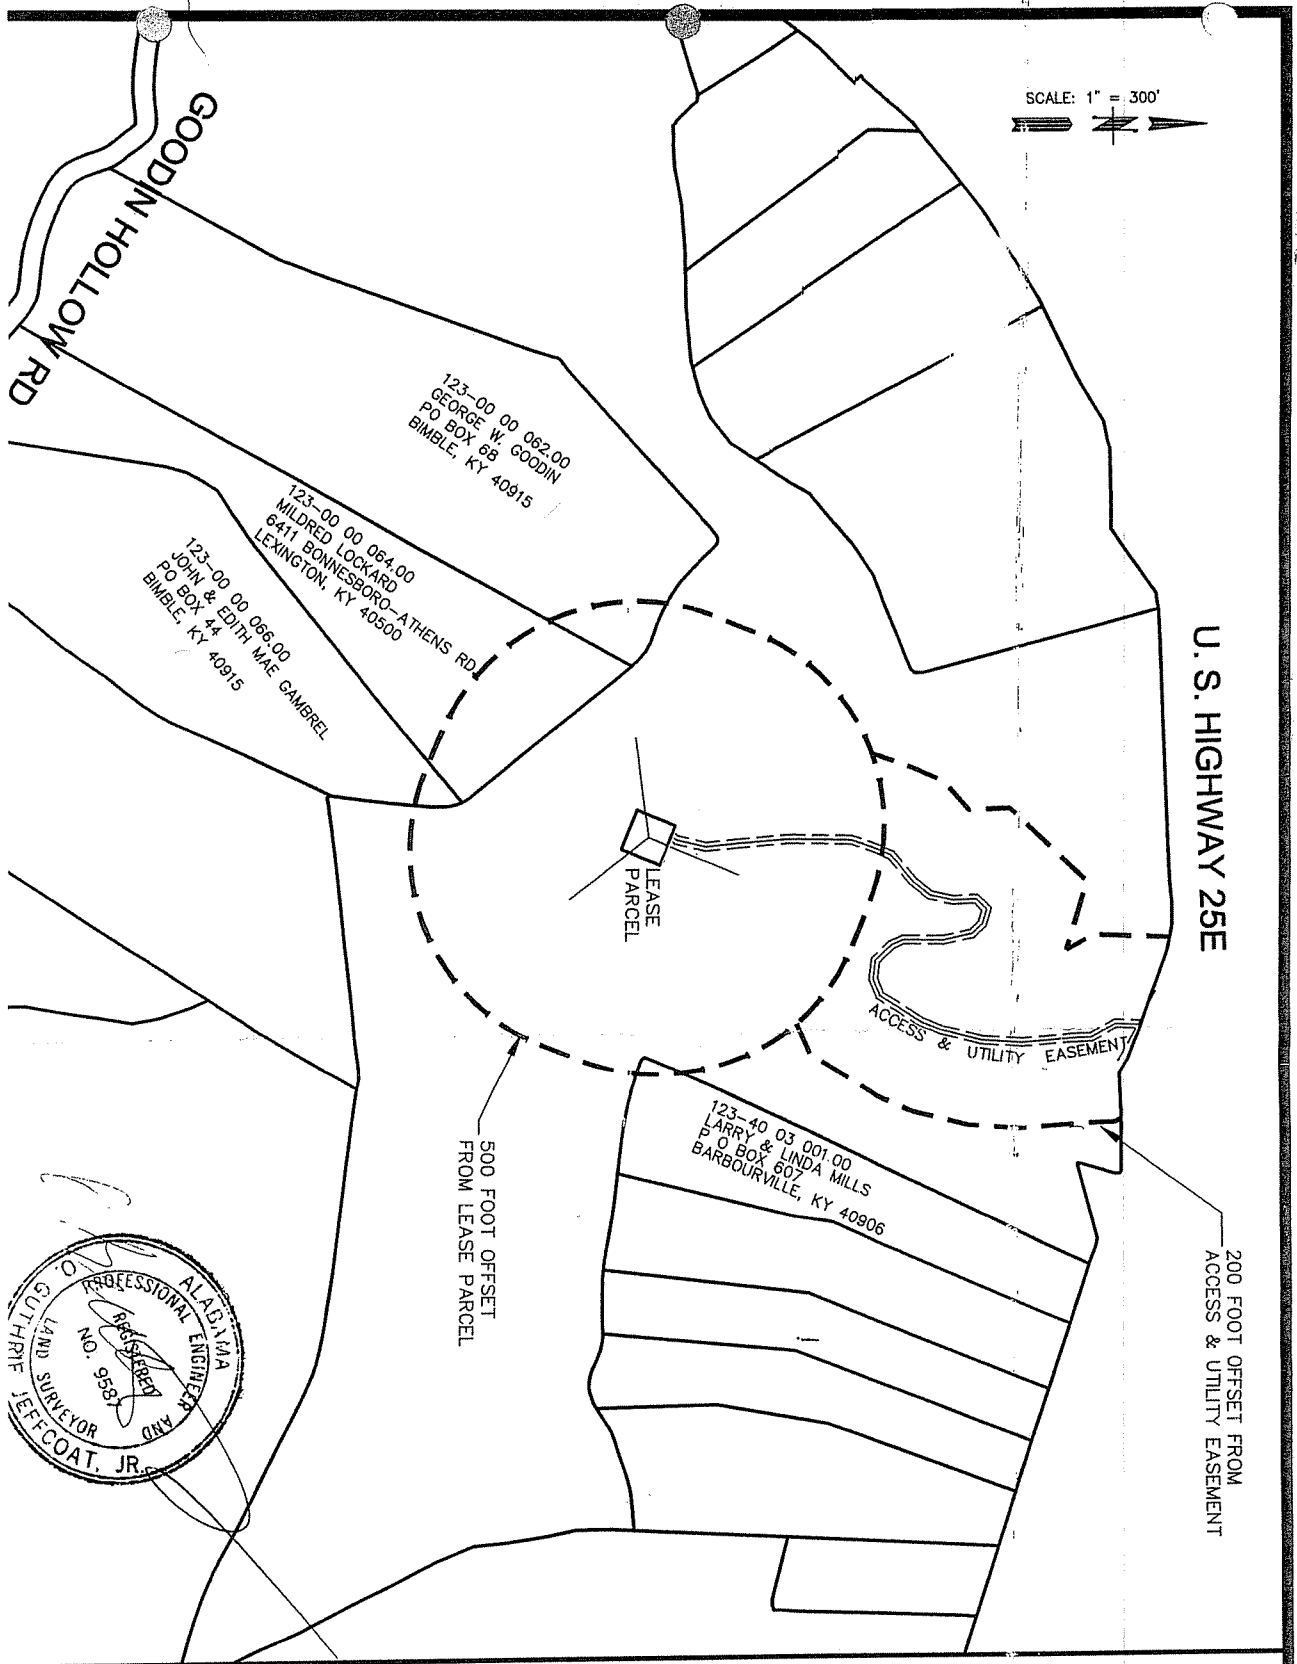 SCALE: 1" = 300'
N
U. S. HIGHWAY 25E
GOODIN HOLLOW RD
123-00 00 062.00
GEORGE W. GOODIN
PO BOX 68
BIMBLE, KY 40915
123-00 00 064.00
MILDRED LOCKARD
6411 BONNESBORO-ATHENS RD
LEXINGTON, KY 40500
123-00 00 066.00
JOHN & EDITH MAE GAMBREL
PO BOX 44
BIMBLE, KY 40915
LEASE
PARCEL
ACCESS & UTILITY EASEMENT
123-40 03 001.00
LARRY & LINDA MILLS
P O BOX 607
BARBOURVILLE, KY 40906
500 FOOT OFFSET
FROM LEASE PARCEL
200 FOOT OFFSET FROM
ACCESS & UTILITY EASEMENT
ALABAMA
PROFESSIONAL ENGINEER AND
LAND SURVEYOR
REGISTERED
NO. 9587
O. GUTHRIE JEFFCOAT, JR.